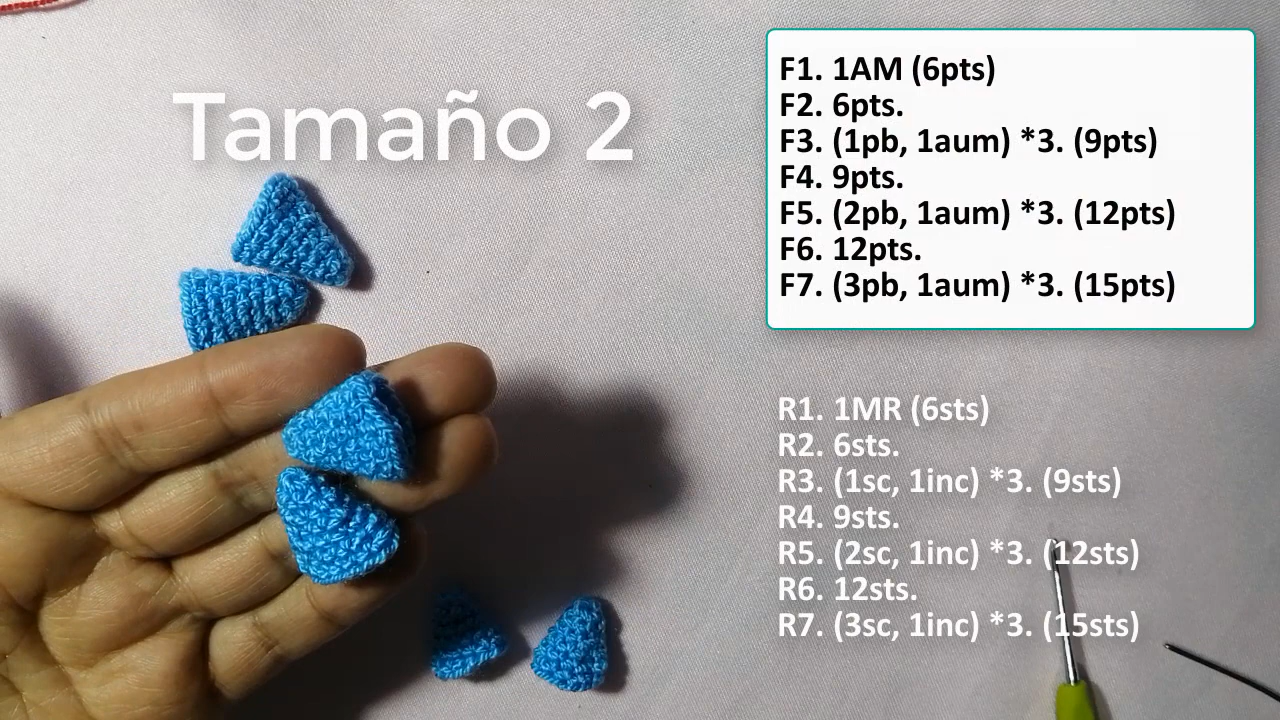 Tamaño 2
F1. 1AM (6pts)
F2. 6pts.
F3. (1pb, 1aum) *3. (9pts)
F4. 9pts.
F5. (2pb, 1aum) *3. (12pts)
F6. 12pts.
F7. (3pb, 1aum) *3. (15pts)
R1. 1MR (6sts)
R2. 6sts.
R3. (1sc, 1inc) *3. (9sts)
R4. 9sts.
R5. (2sc, 1inc) *3. (12sts)
R6. 12sts.
R7. (3sc, 1inc) *3. (15sts)